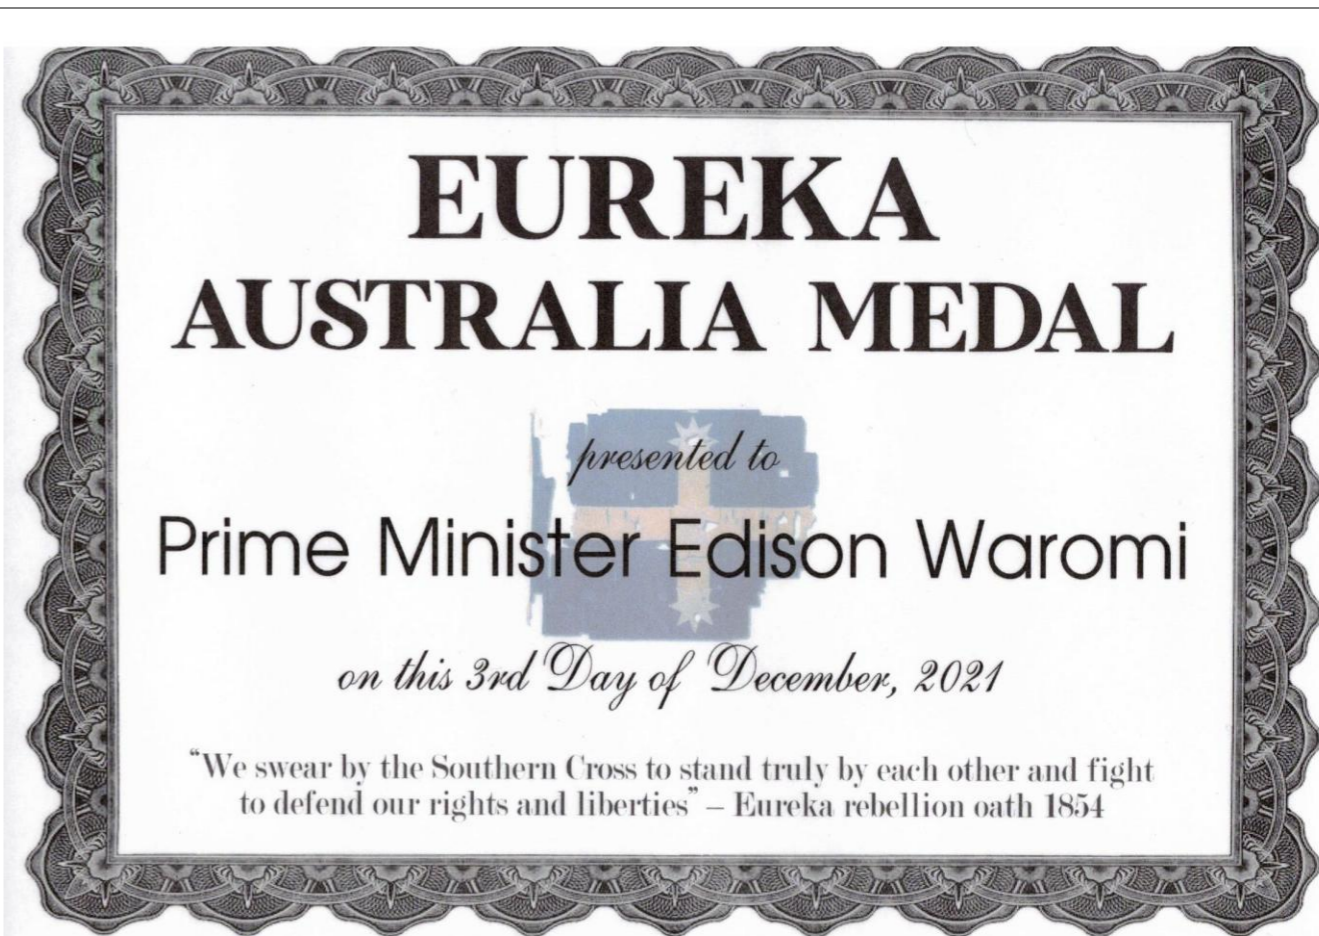 EUREKA
AUSTRALIA MEDAL
presented to
Prime Minister Edison Waromi
on this 3rd Day of December, 2021
“We swear by the Southern Cross to stand truly by each other and fight
to defend our rights and liberties” – Eureka rebellion oath 1854